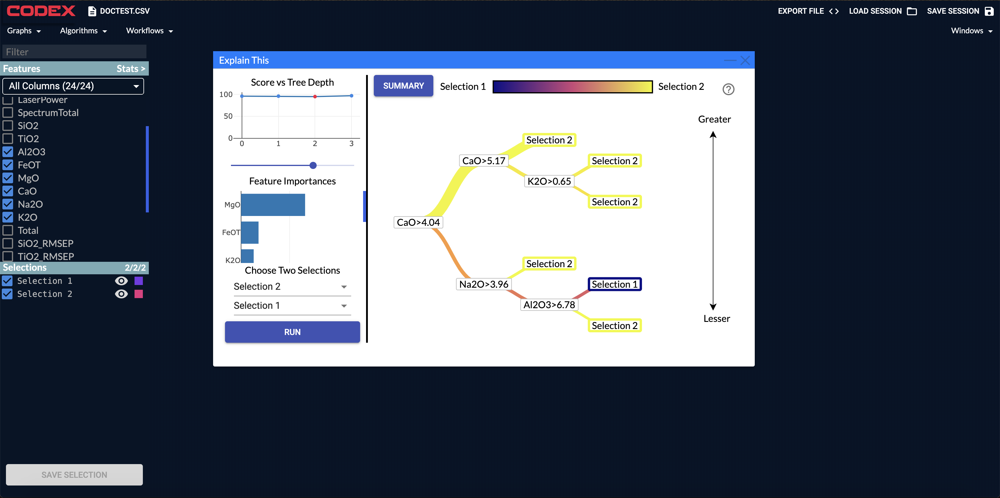 CODEX
DOCTEST.CSV
EXPORT FILE
LOAD SESSION
SAVE SESSION
Graphs
Algorithms
Workflows
Windows
Filter
Features
Stats >
All Columns (24/24)
LaserPower
SpectrumTotal
SiO2
TiO2
Al2O3
FeOT
MgO
CaO
Na2O
K2O
Total
SiO2_RMSEP
TiO2_RMSEP
Selections
2/2/2
Selection 1
Selection 2
SAVE SELECTION
Explain This
Score vs Tree Depth
100
50
0
0
1
2
3
Feature Importances
MgO
FeOT
K2O
Choose Two Selections
Selection 2
Selection 1
RUN
SUMMARY
Selection 1
Selection 2
?
Greater
Selection 2
CaO>5.17
Selection 2
K2O>0.65
Selection 2
CaO>4.04
Selection 2
Na2O>3.96
Selection 1
Al2O3>6.78
Selection 2
Lesser